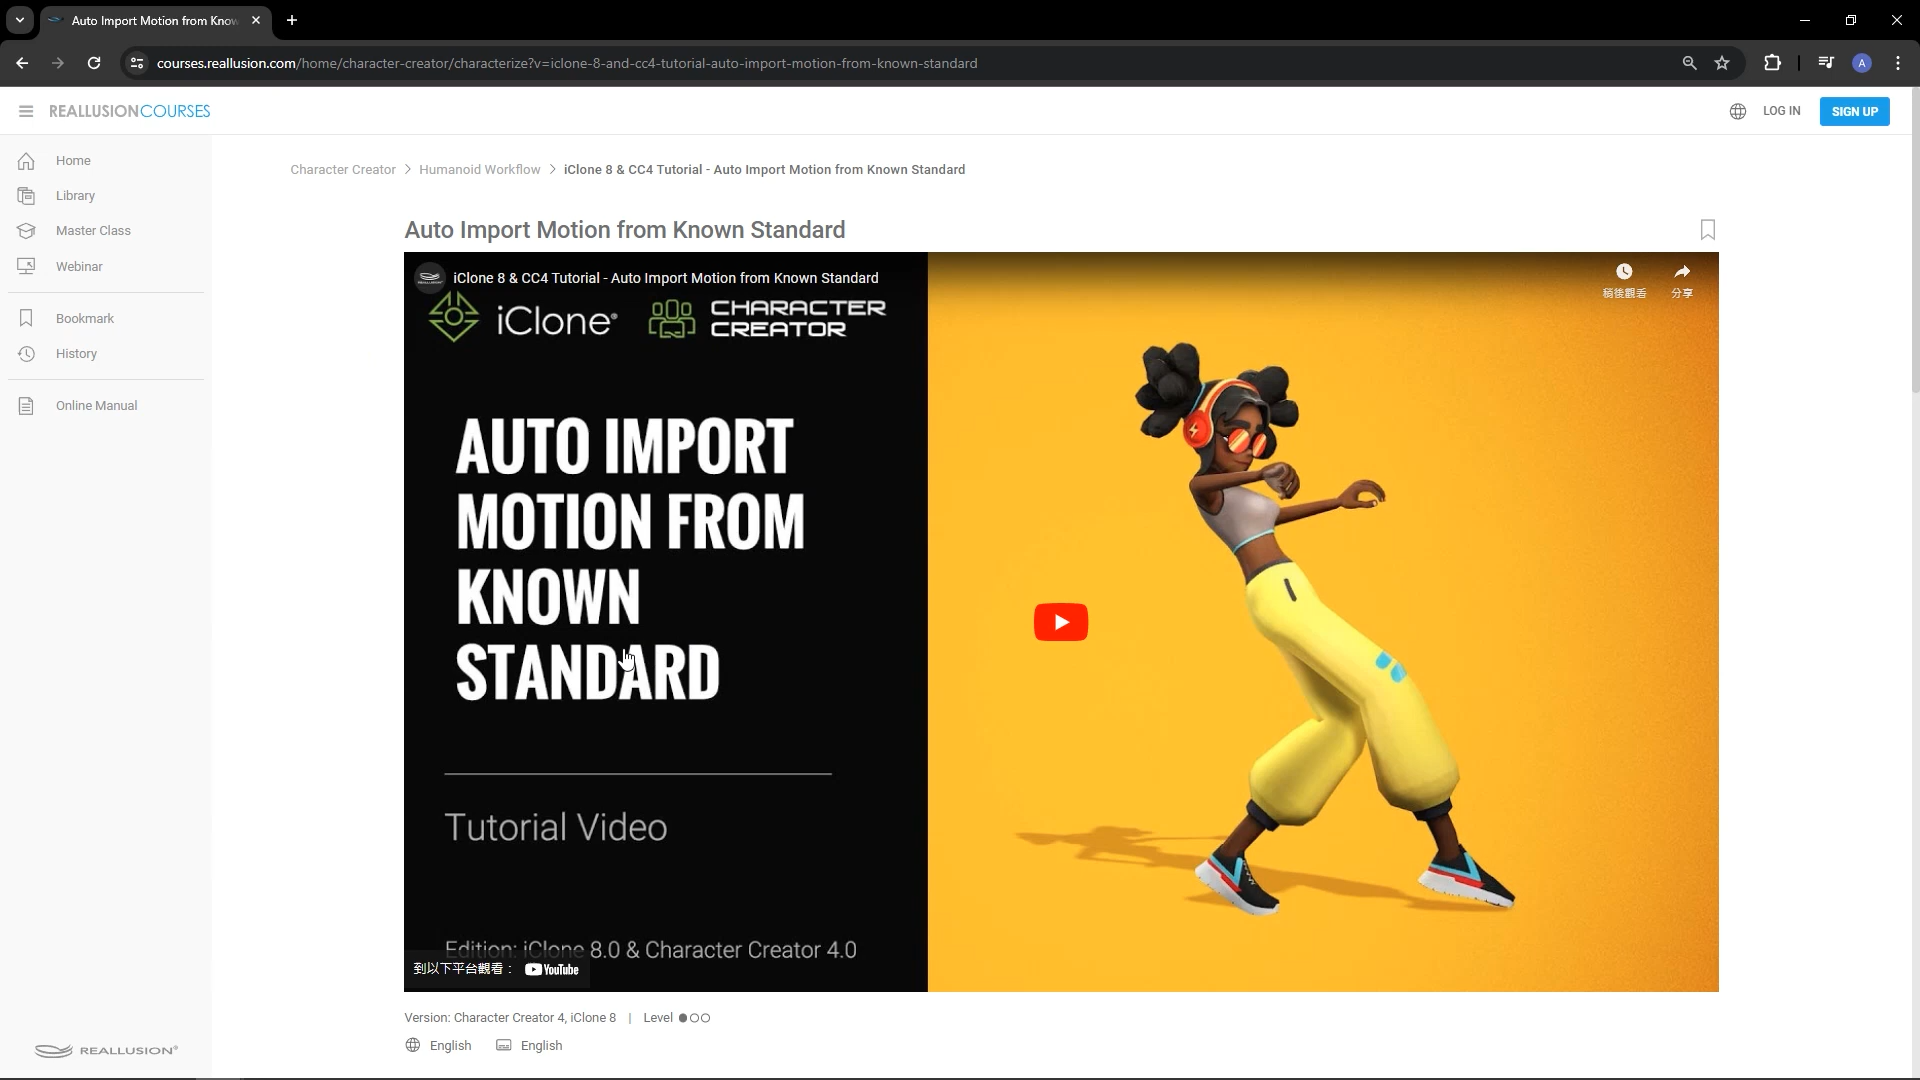 Auto Import Motion from Know
courses.reallusion.com/home/character-creator/characterize?v=iclone-8-and-cc4-tutorial-auto-import-motion-from-known-standard
A
REALLUSIONCOURSES
LOG IN
SIGN UP
Home
Library
Master Class
Webinar
Bookmark
History
Online Manual
REALLUSION®
Character Creator > Humanoid Workflow > iClone 8 & CC4 Tutorial - Auto Import Motion from Known Standard
Auto Import Motion from Known Standard
iClone 8 & CC4 Tutorial - Auto Import Motion from Known Standard
稍後觀看
分享
iClone®
CHARACTER
CREATOR
AUTO IMPORT
MOTION FROM
KNOWN
STANDARD
Tutorial Video
Edition: iClone 8.0 & Character Creator 4.0
到以下平台觀看： YouTube
Version: Character Creator 4, iClone 8 | Level
English English